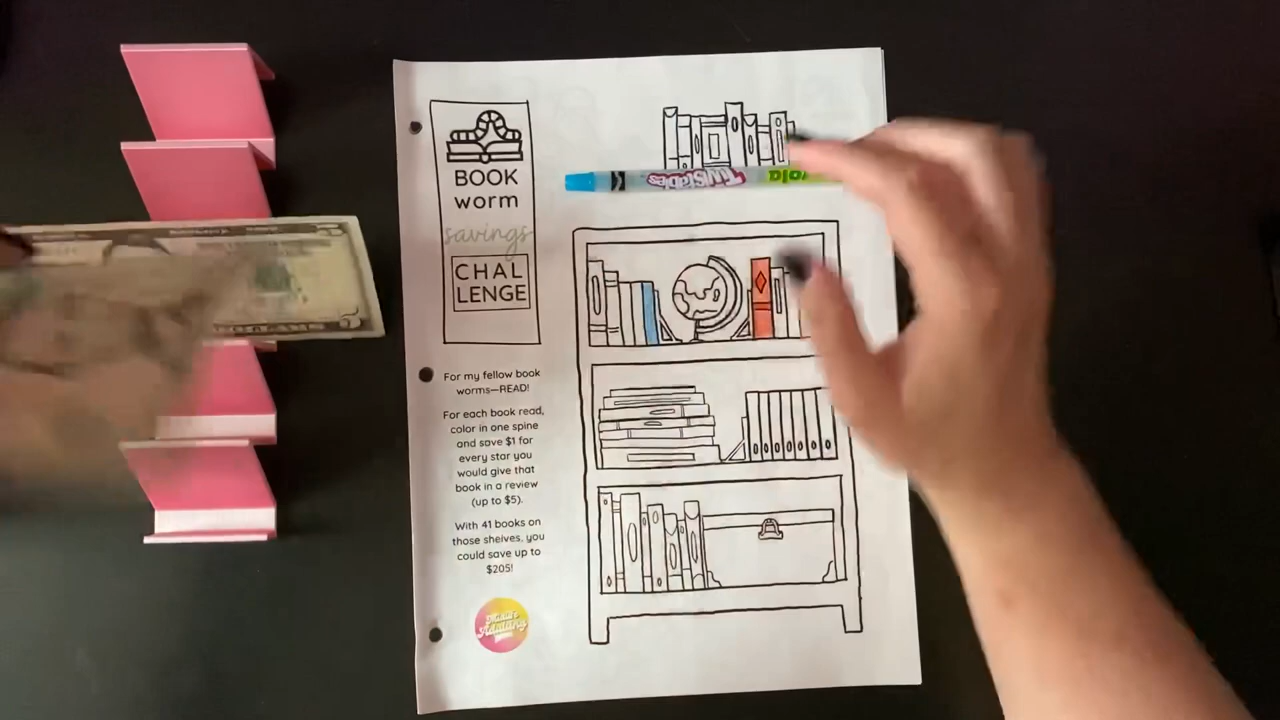 BOOK
worm
savings
CHAL
LENGE
For my fellow book
worms—READ!
For each book read,
color in one spine
and save $1 for
every star you
would give that
book in a review
(up to $5).
With 41 books on
those shelves, you
could save up to
$205!
Twistables
ola
5